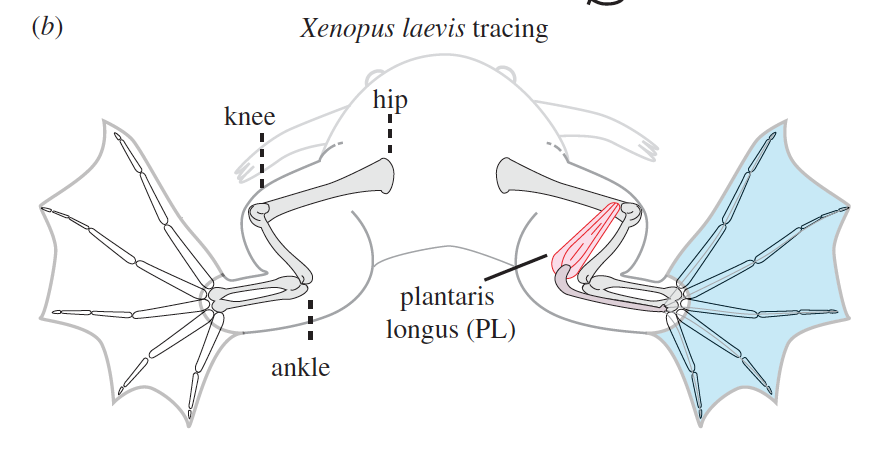 (b)
Xenopus laevis tracing
knee
hip
plantaris
longus (PL)
ankle